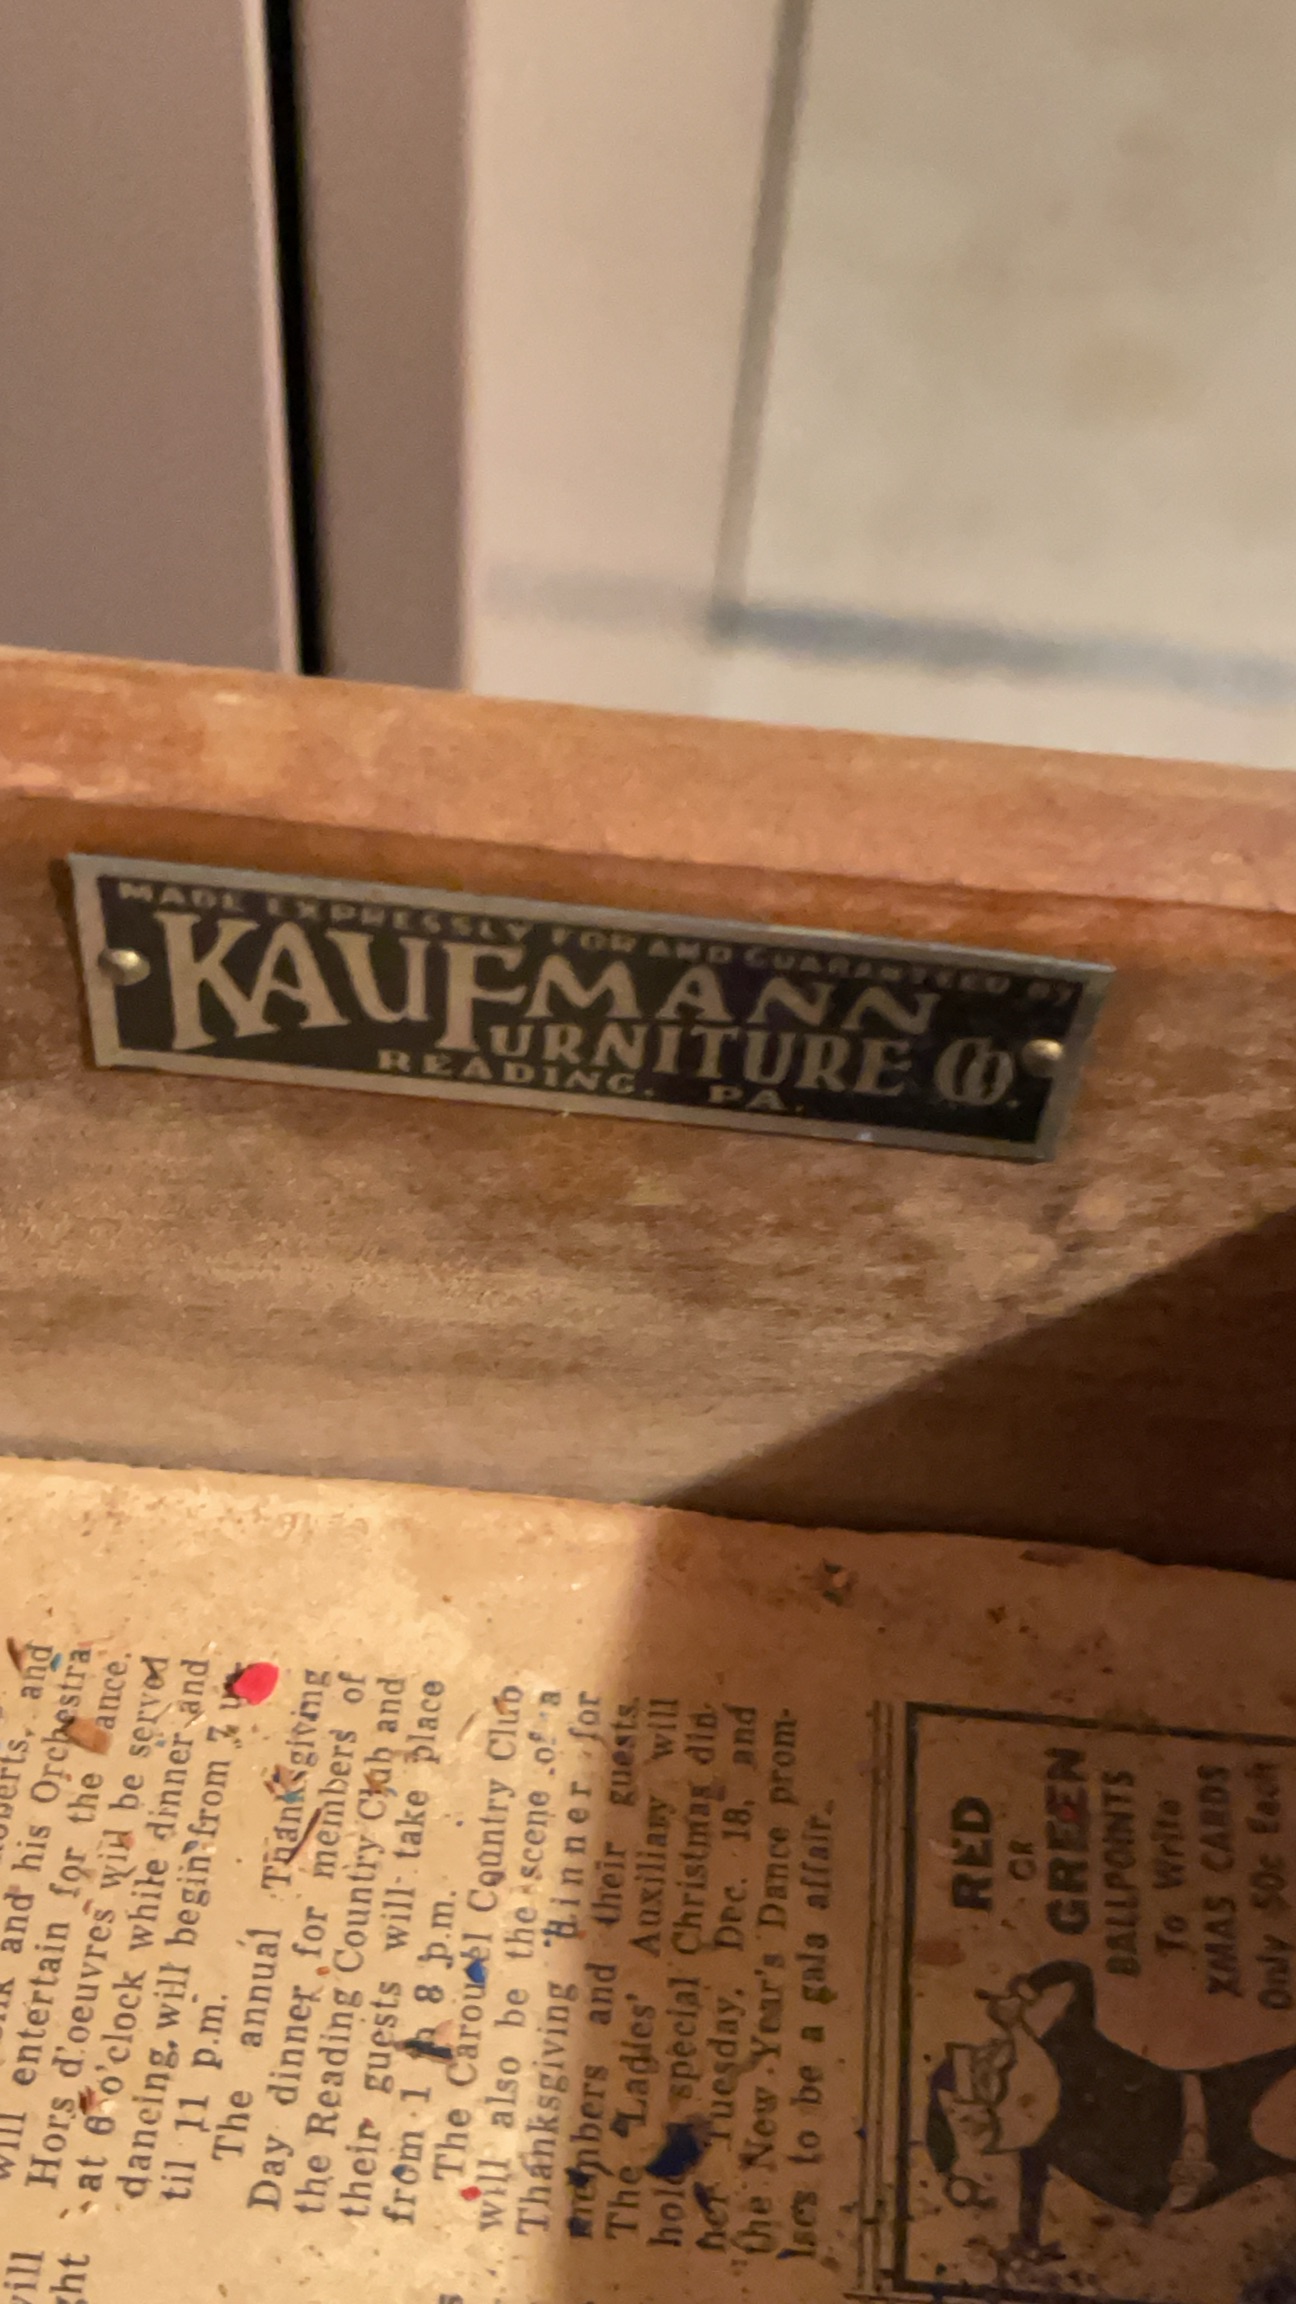 MADE EXPRESSLY FOR AND GUARANTEED BY
KAUFMANN
FURNITURE CO.
READING, PA.
and his Orchestra
will entertain for the ance.
Hors d'oeuvres will be served
at 6 o'clock while dinner and
dancing will begin from 7
til 11 p.m.
The annual Thanksgiving
Day dinner for members of
the Reading Country Club and
their guests will take place
from 1 8 p.m.
The Carousel Country Club
will also be the scene of a
Thanksgiving Dinner for
members and their guests.
The Ladies' Auxiliary will
hold special Christmas din-
ner Tuesday, Dec. 18, and
the New Year's Dance prom-
ises to be a gala affair.
RED
OR
GREEN
BALLPOINTS
To Write
XMAS CARDS
Only 50c Each